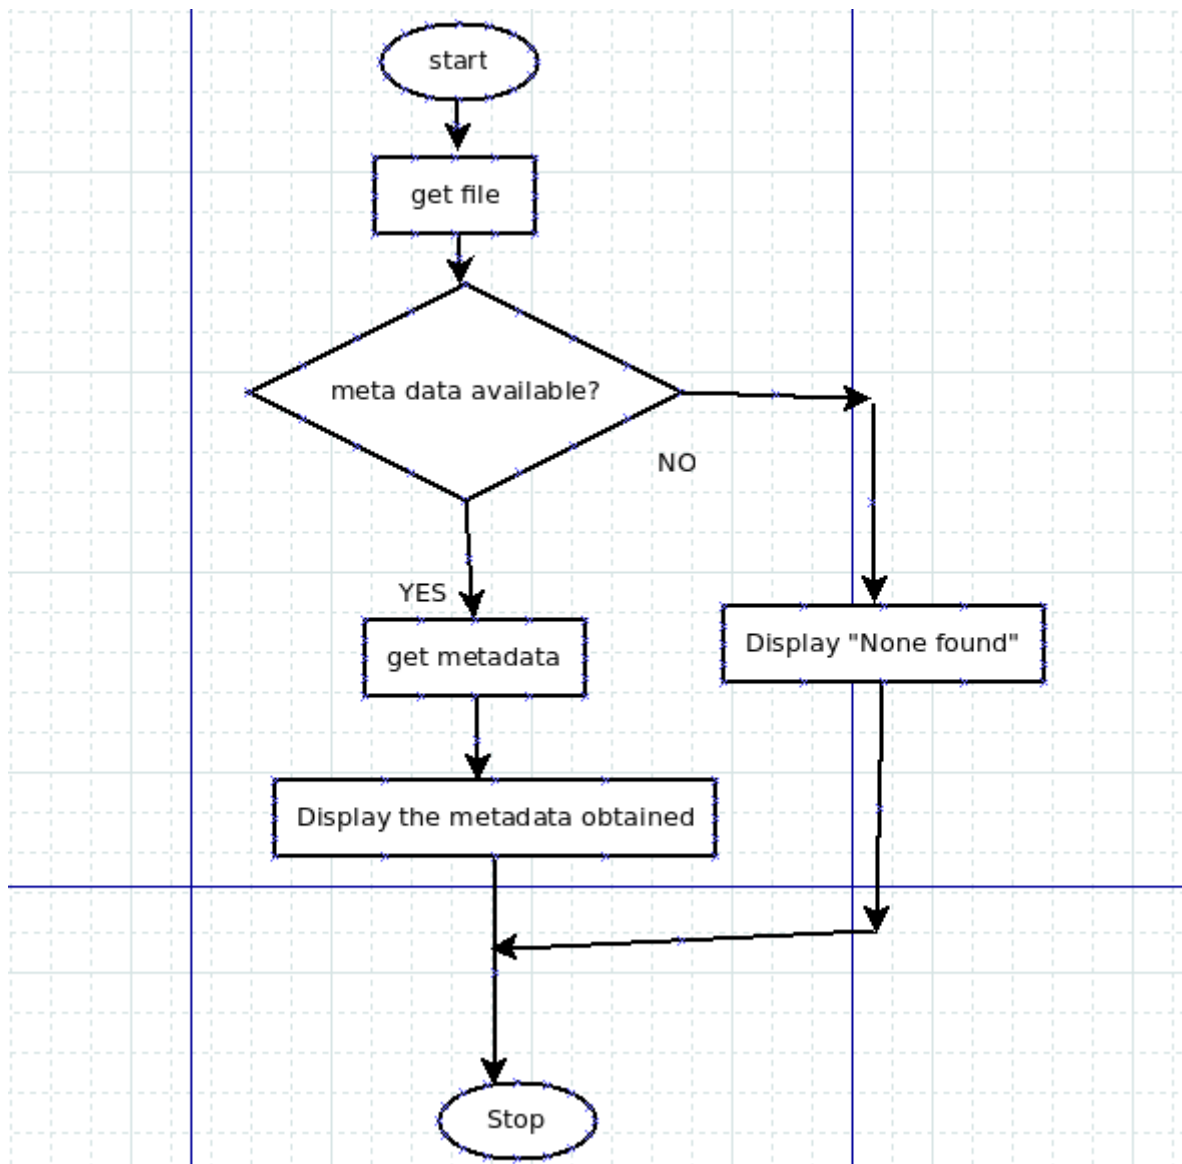 start
get file
meta data available?
NO
YES
get metadata
Display "None found"
Display the metadata obtained
Stop